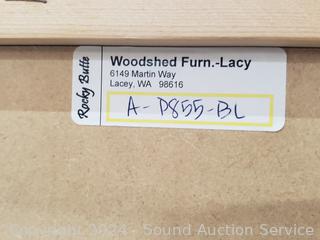 Rocky Butte
Woodshed Furn.-Lacy
6149 Martin Way
Lacey, WA 98616
A-P855-BL
Copyright 2024 - Sound Auction Service